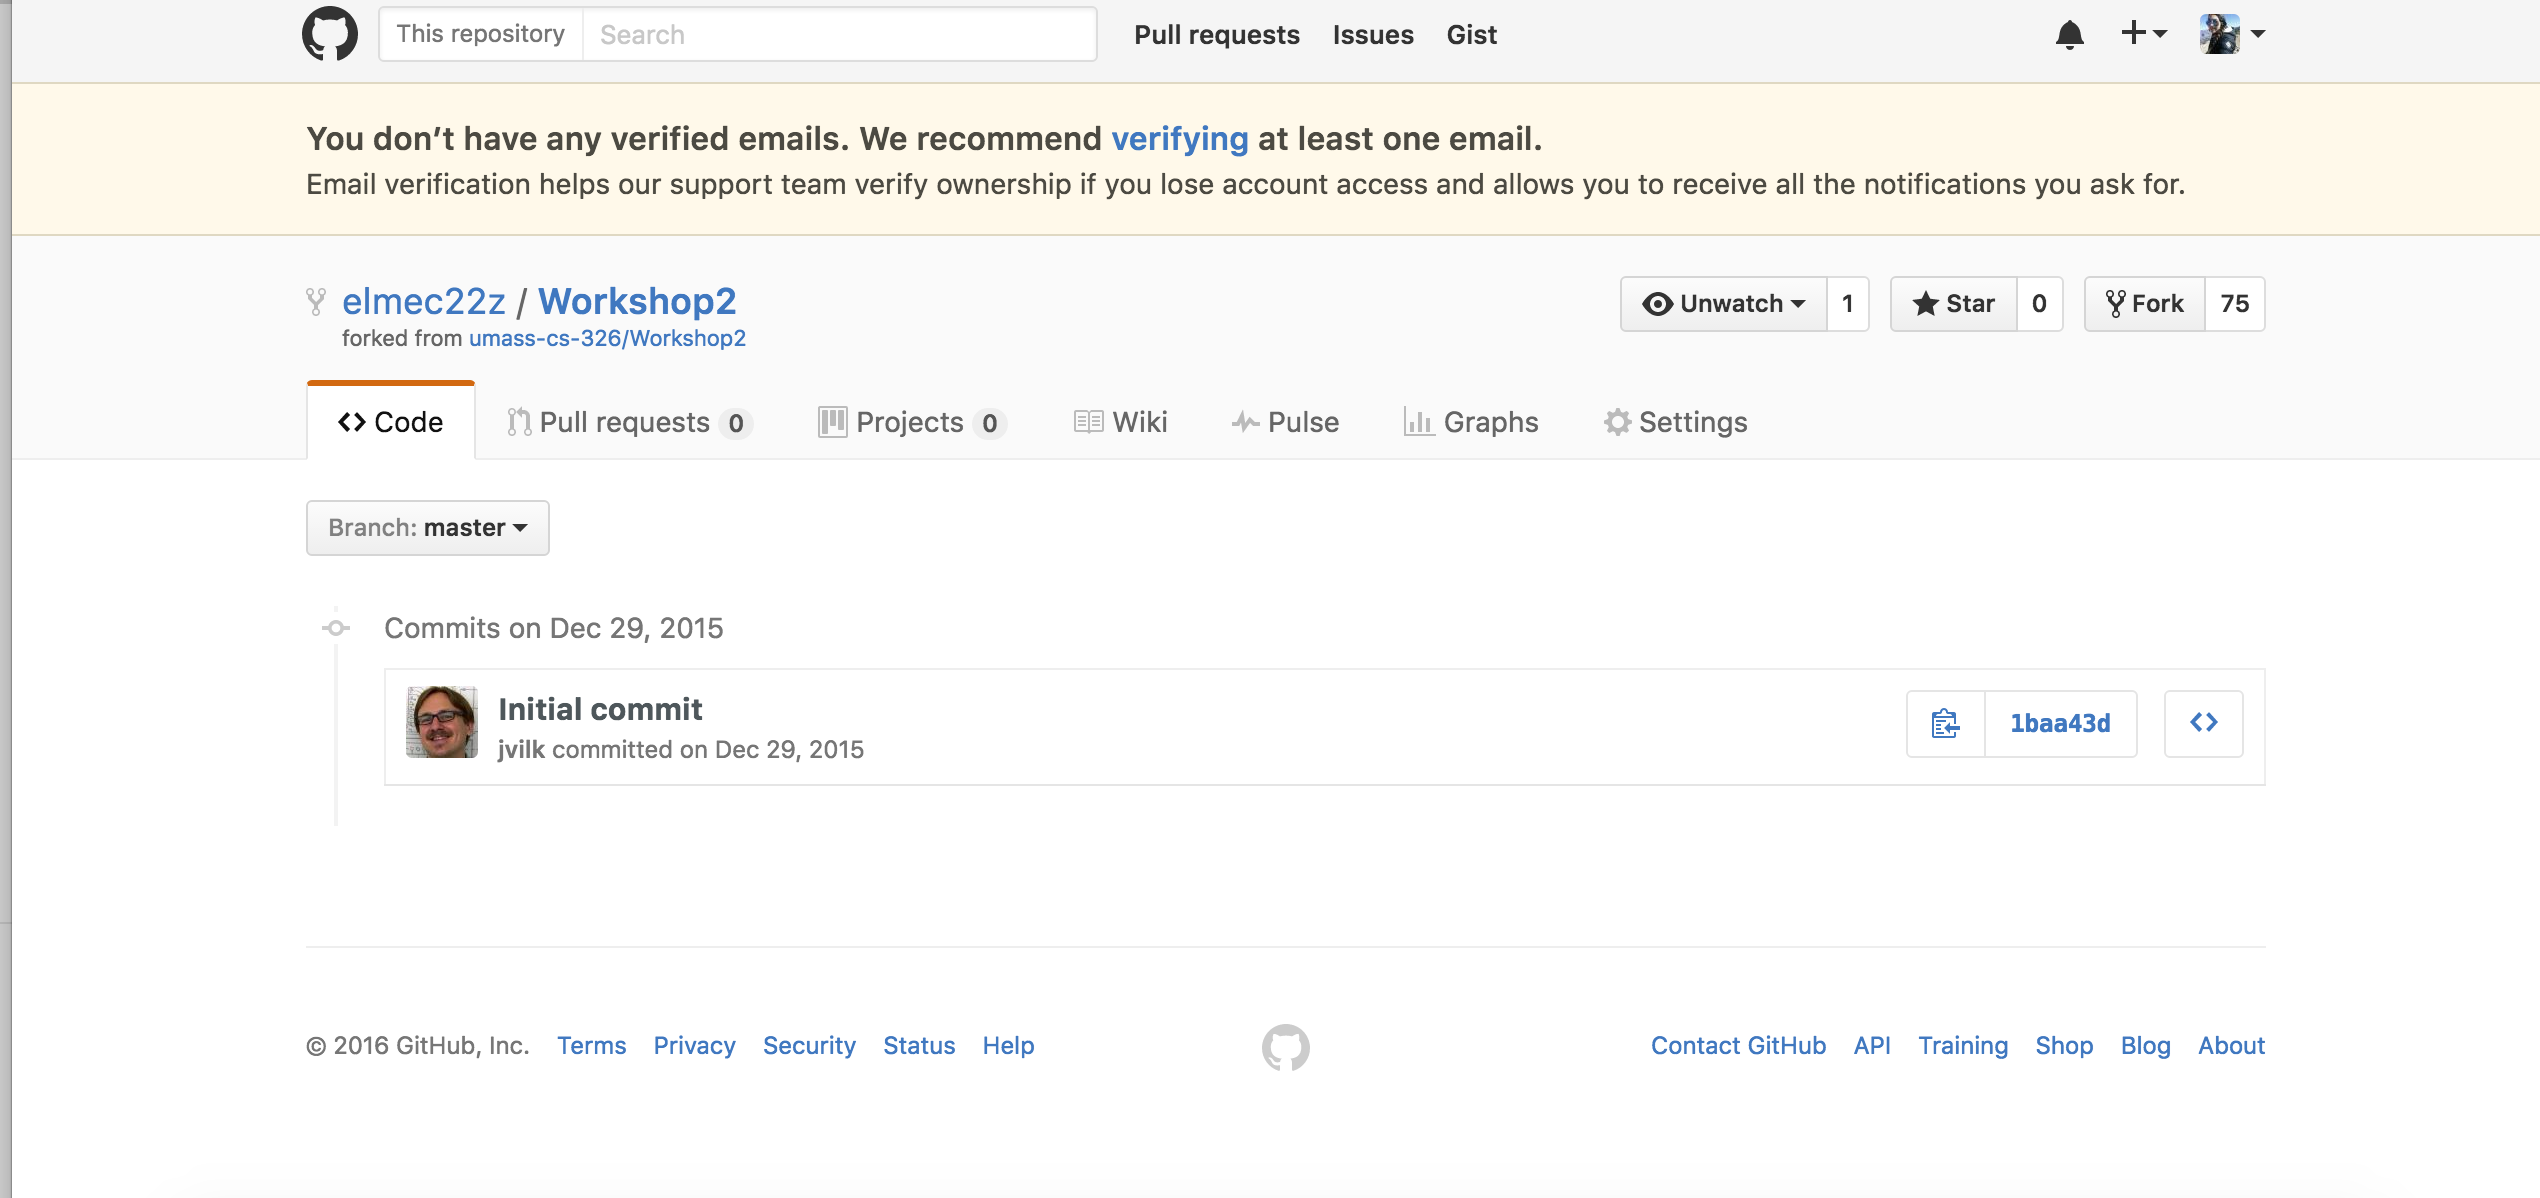 This repository Search Pull requests Issues Gist
You don’t have any verified emails. We recommend verifying at least one email.
Email verification helps our support team verify ownership if you lose account access and allows you to receive all the notifications you ask for.
elmec22z / Workshop2 Unwatch 1 Star 0 Fork 75
forked from umass-cs-326/Workshop2
Code Pull requests 0 Projects 0 Wiki Pulse Graphs Settings
Branch: master
Commits on Dec 29, 2015
Initial commit
jvilk committed on Dec 29, 2015
1baa43d
© 2016 GitHub, Inc. Terms Privacy Security Status Help Contact GitHub API Training Shop Blog About